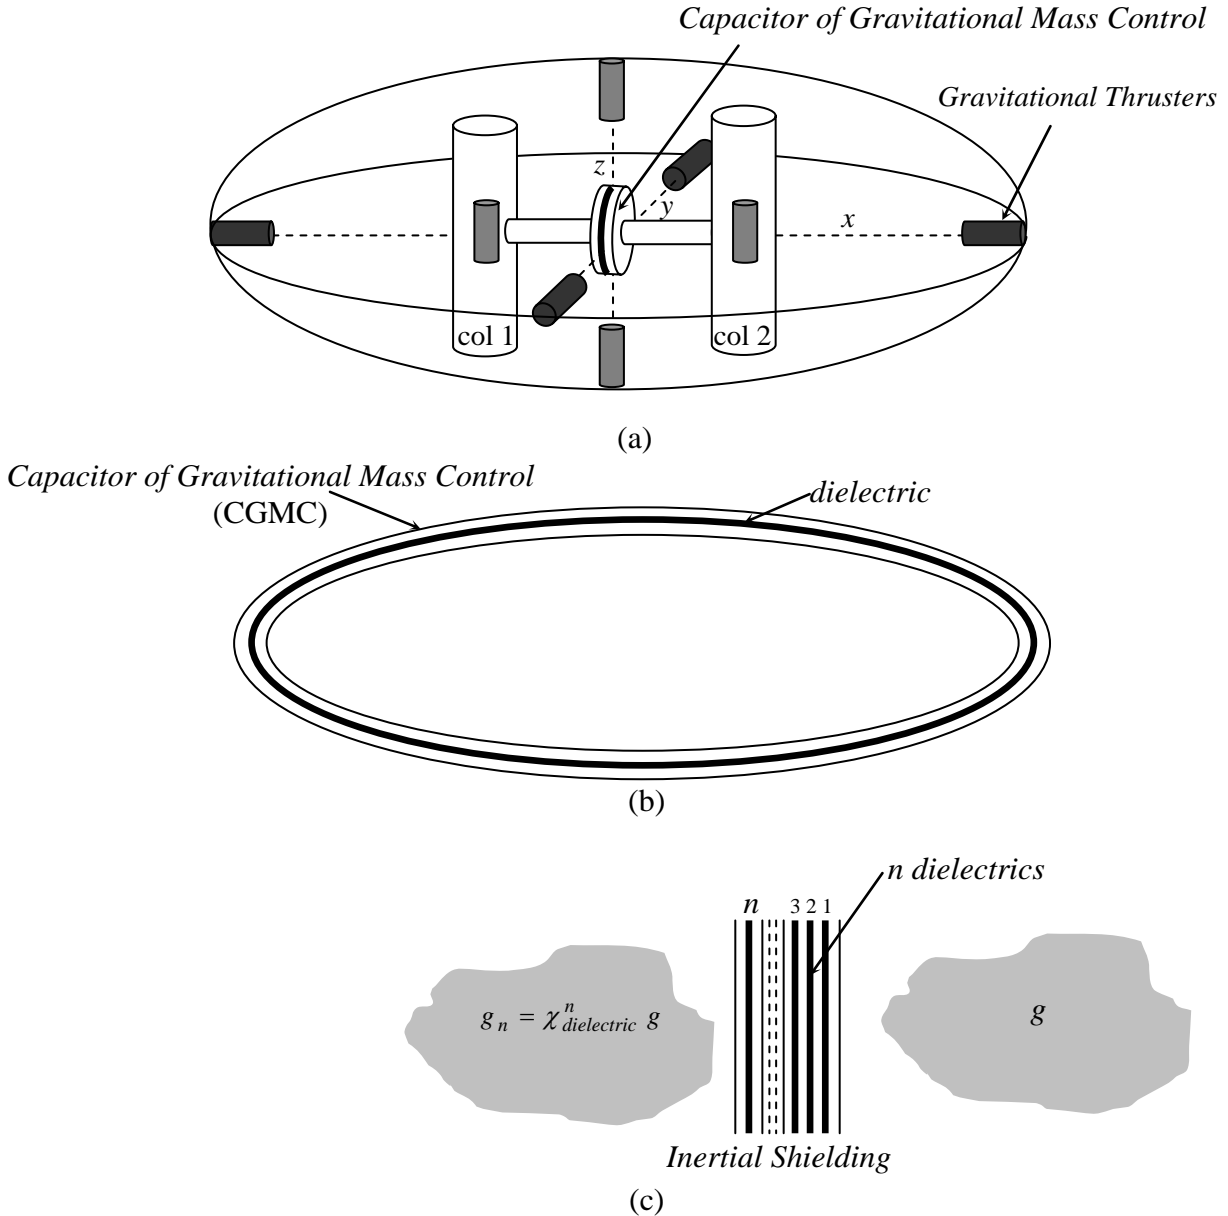 Capacitor of Gravitational Mass Control
Gravitational Thrusters
z
y
x
col 1
col 2
(a)
Capacitor of Gravitational Mass Control
(CGMC)
dielectric
(b)
n dielectrics
n 3 2 1
g_n = χ^n_dielectric g
g
Inertial Shielding
(c)